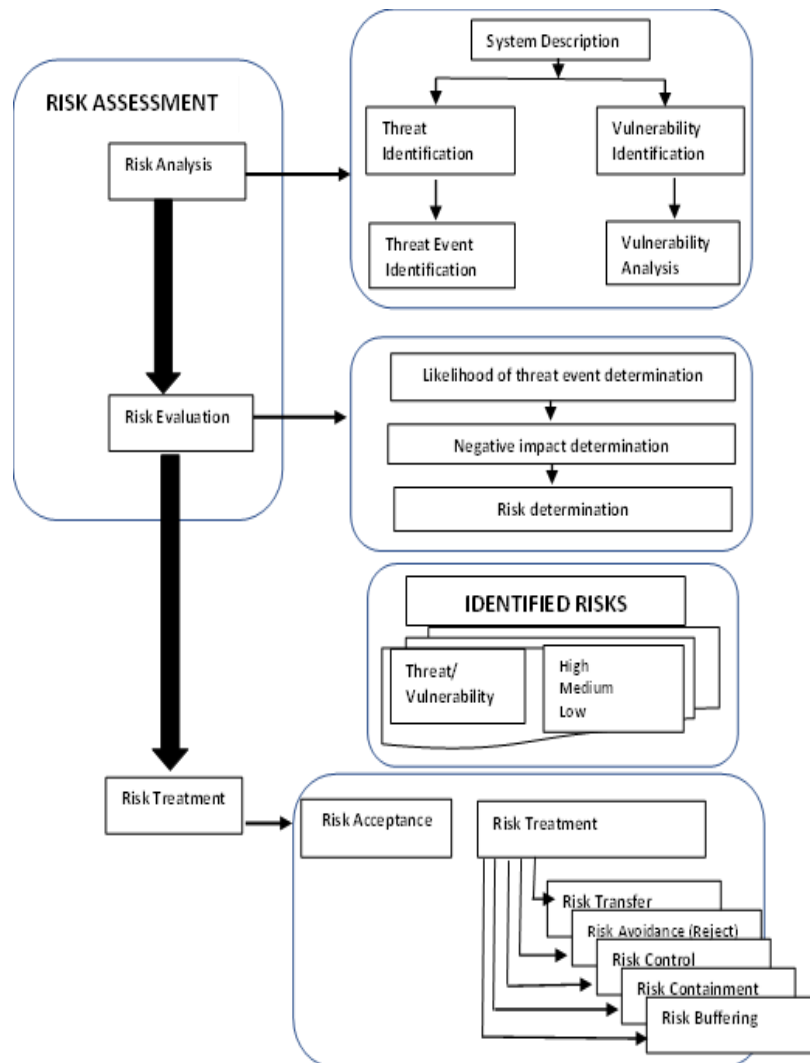 System Description
RISK ASSESSMENT
Threat
Identification
Vulnerability
Identification
Risk Analysis
Threat Event
Identification
Vulnerability
Analysis
Likelihood of threat event determination
Risk Evaluation
Negative impact determination
Risk determination
IDENTIFIED RISKS
Threat/
Vulnerability
High
Medium
Low
Risk Treatment
Risk Acceptance
Risk Treatment
Risk Transfer
Risk Avoidance (Reject)
Risk Control
Risk Containment
Risk Buffering